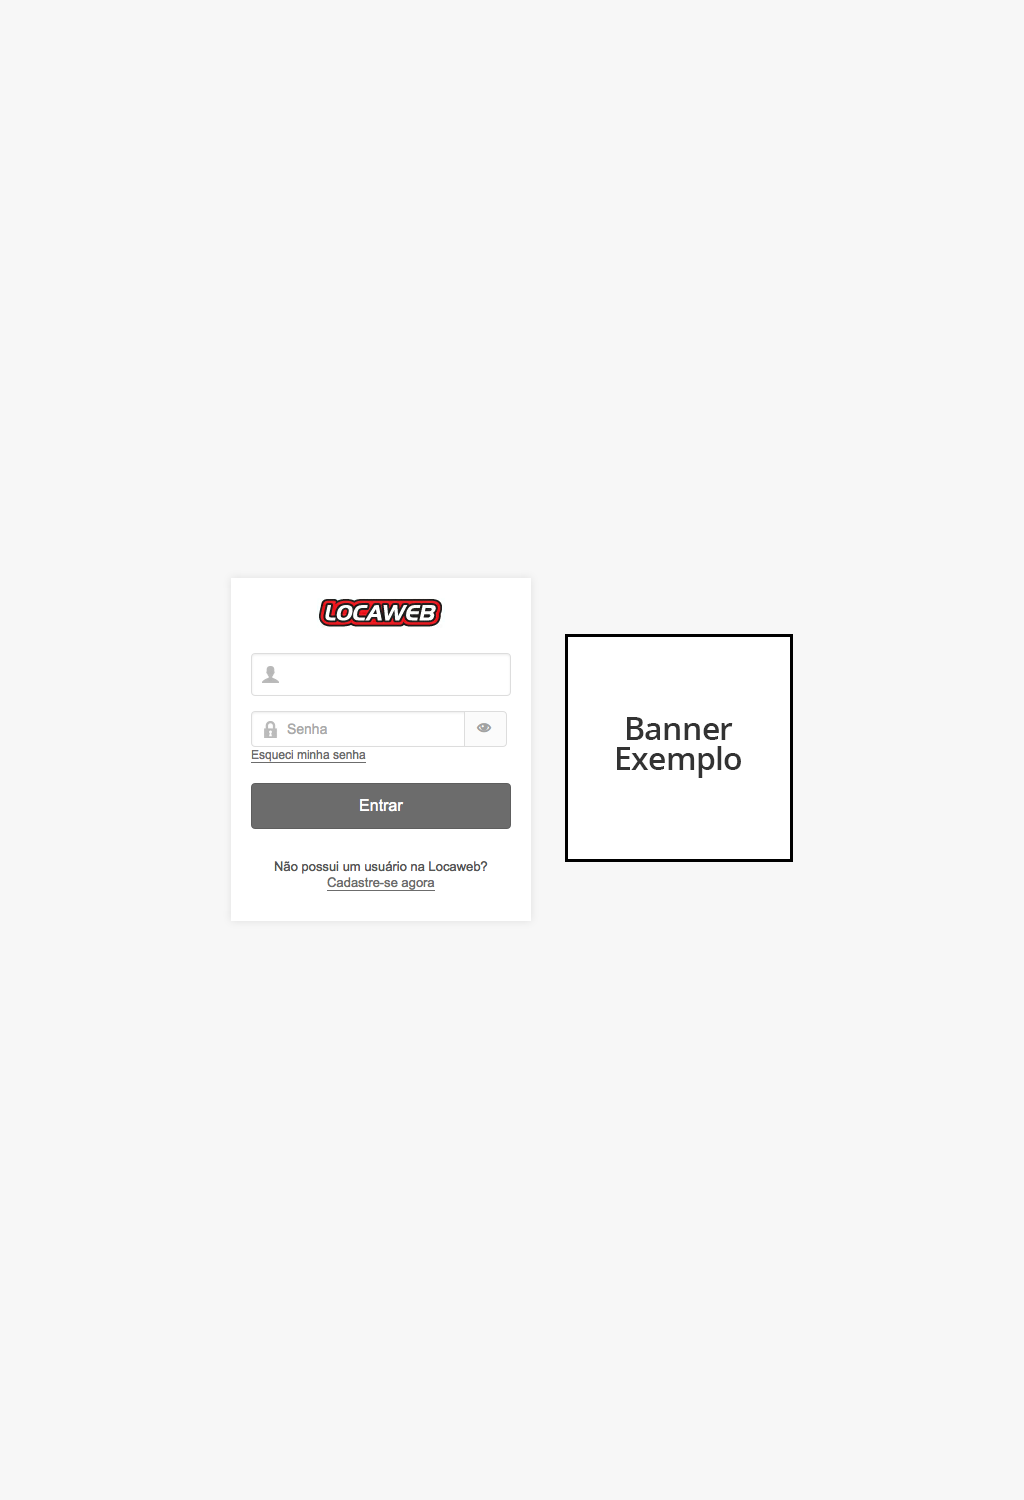 LOCAWEB
Senha
Esqueci minha senha
Entrar
Não possui um usuário na Locaweb?
Cadastre-se agora
Banner
Exemplo